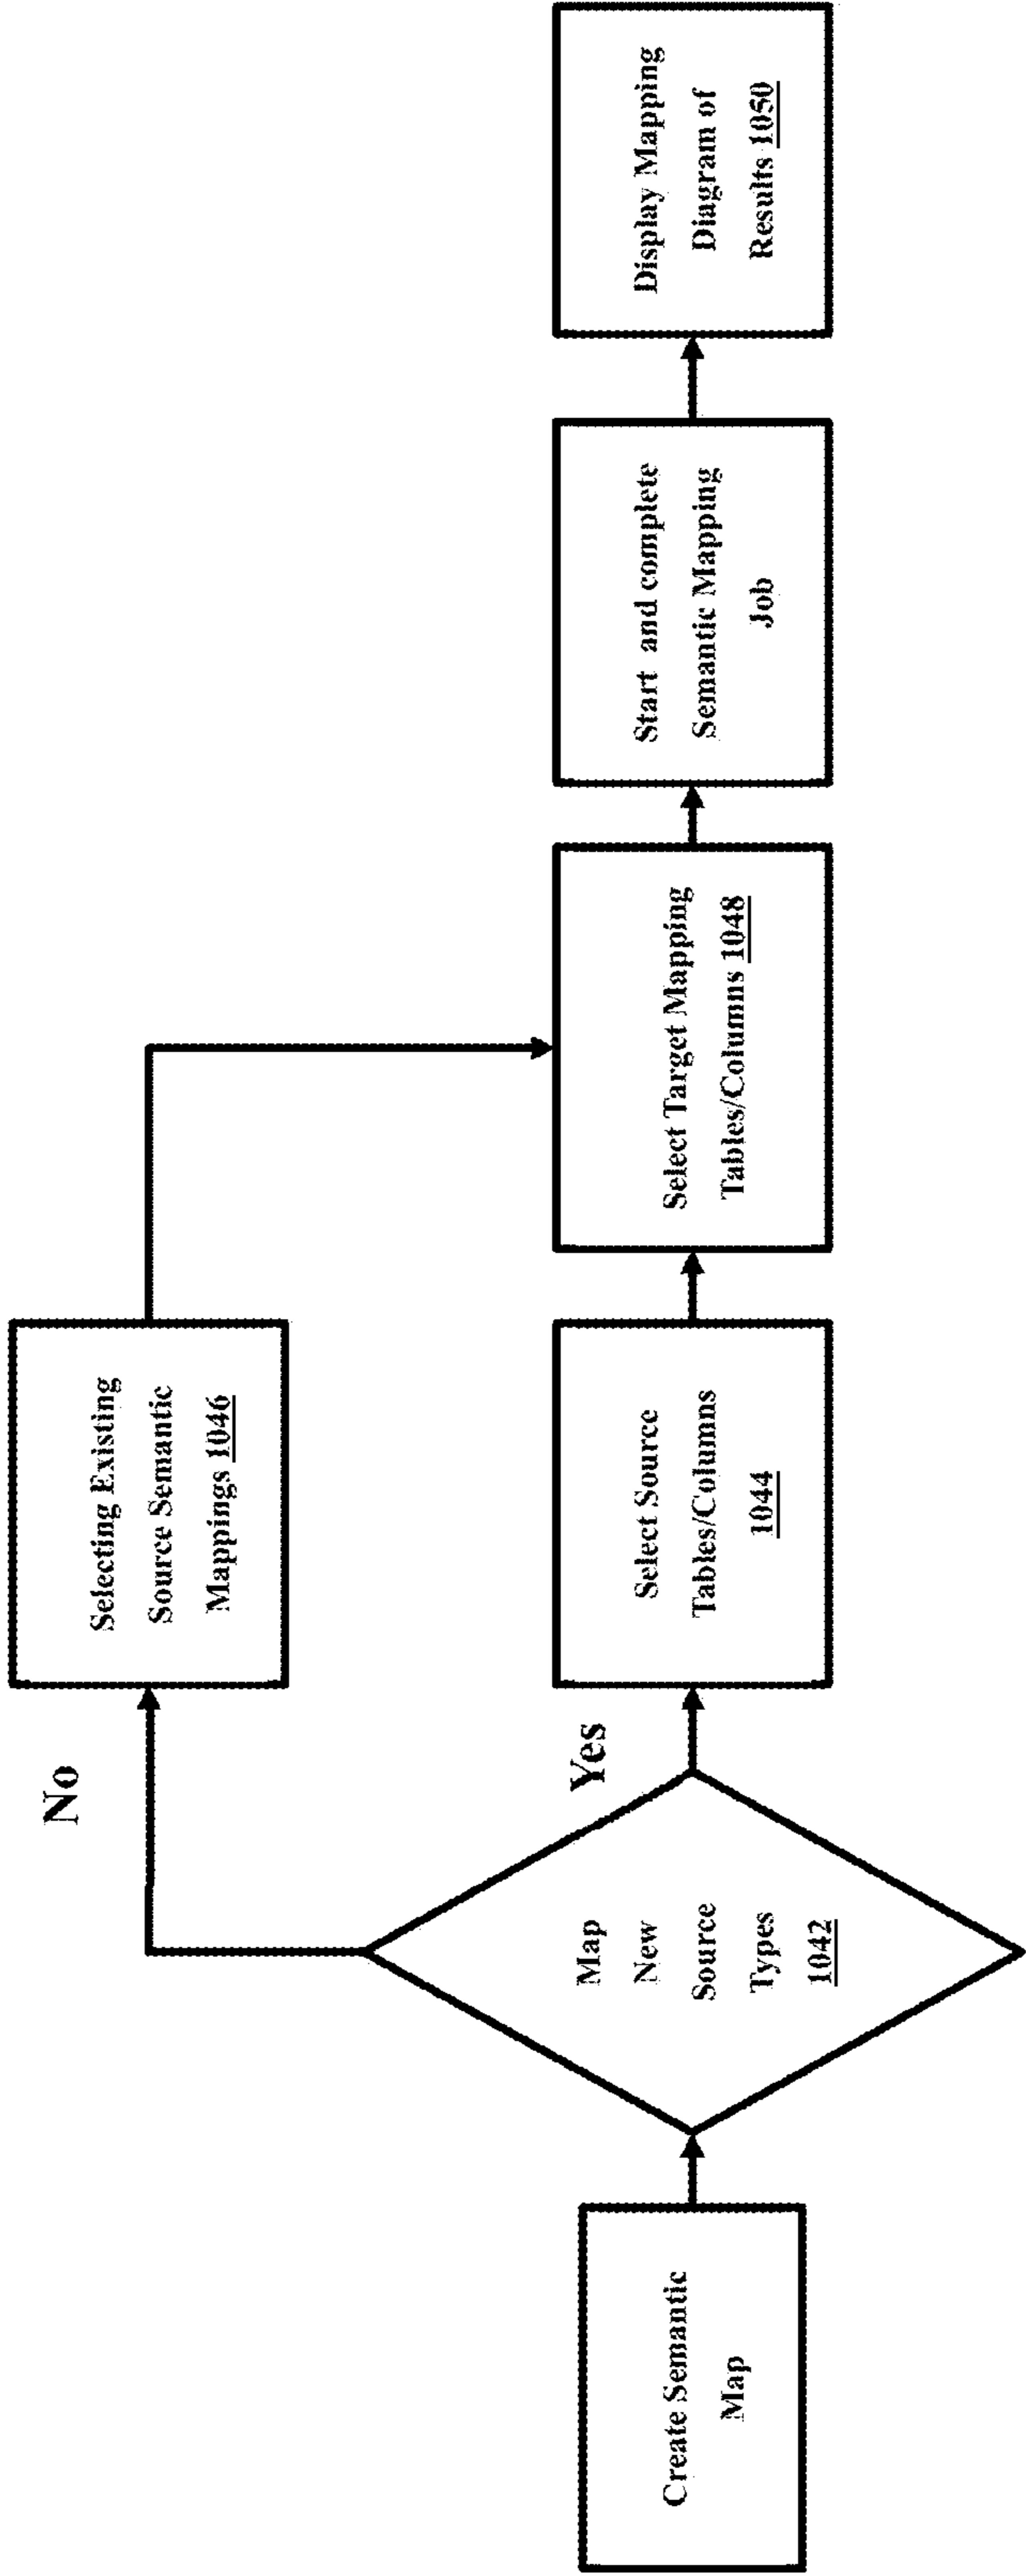 Create Semantic
Map
Map
New
Source
Types
1042
No
Yes
Selecting Existing
Source Semantic
Mappings 1046
Select Source
Tables/Columns
1044
Select Target Mapping
Tables/Columns 1048
Start and complete
Semantic Mapping
Job
Display Mapping
Diagram of
Results 1050